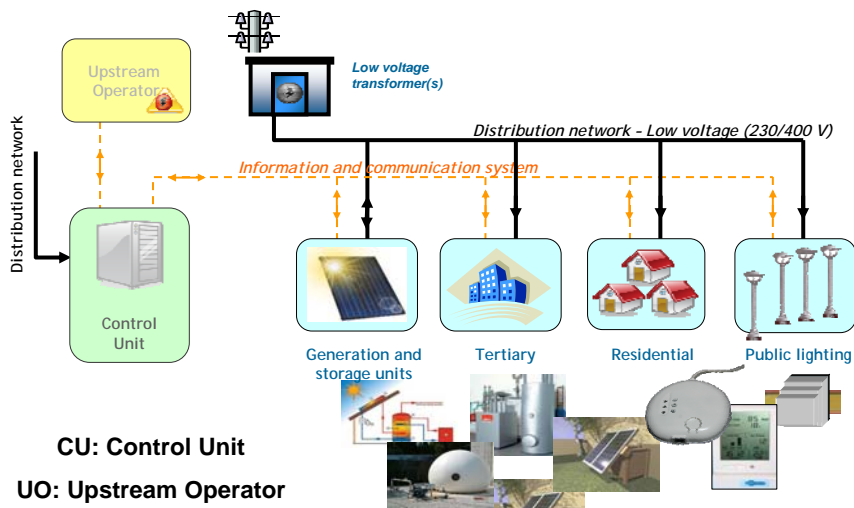 Upstream
Operator
Low voltage
transformer(s)
Distribution network - Low voltage (230/400 V)
Information and communication system
Distribution network
Control
Unit
Generation and
storage units
Tertiary
Residential
Public lighting
CU: Control Unit
UO: Upstream Operator